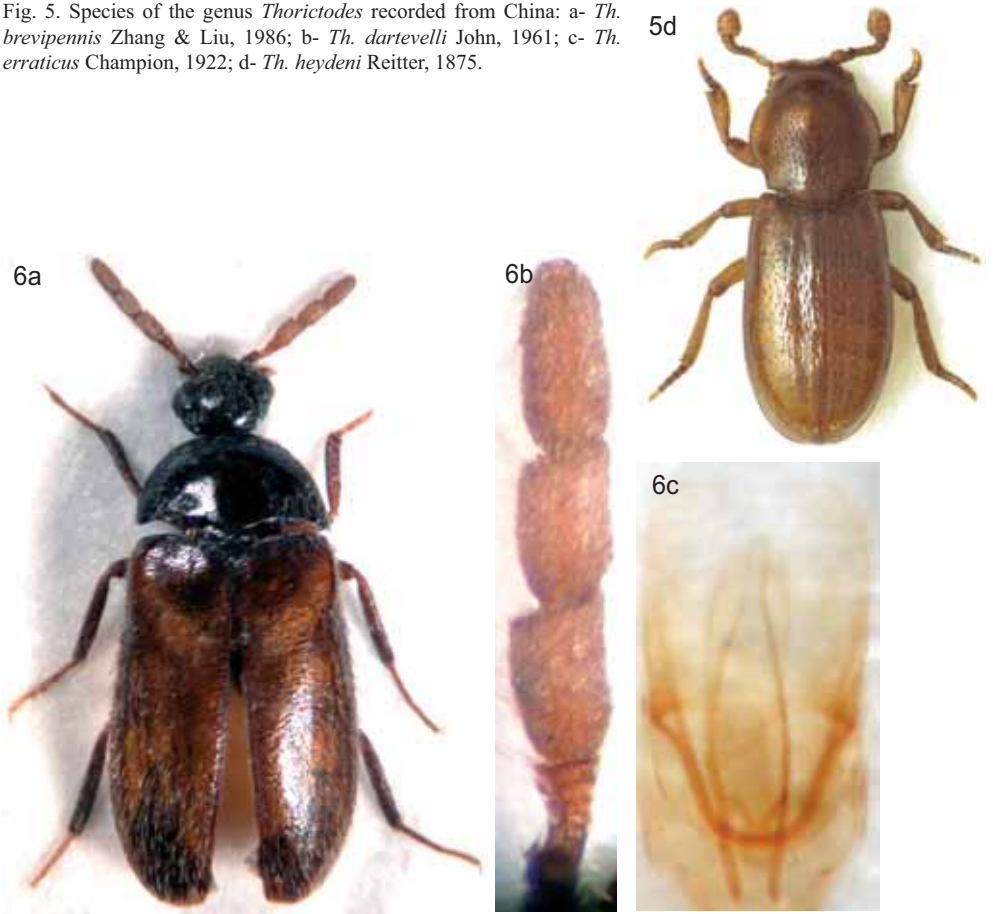 Fig. 5. Species of the genus Thorictodes recorded from China: a- Th.
brevipennis Zhang & Liu, 1986; b- Th. dartevelli John, 1961; c- Th.
erraticus Champion, 1922; d- Th. heydeni Reitter, 1875.
5d
6a
6b
6c